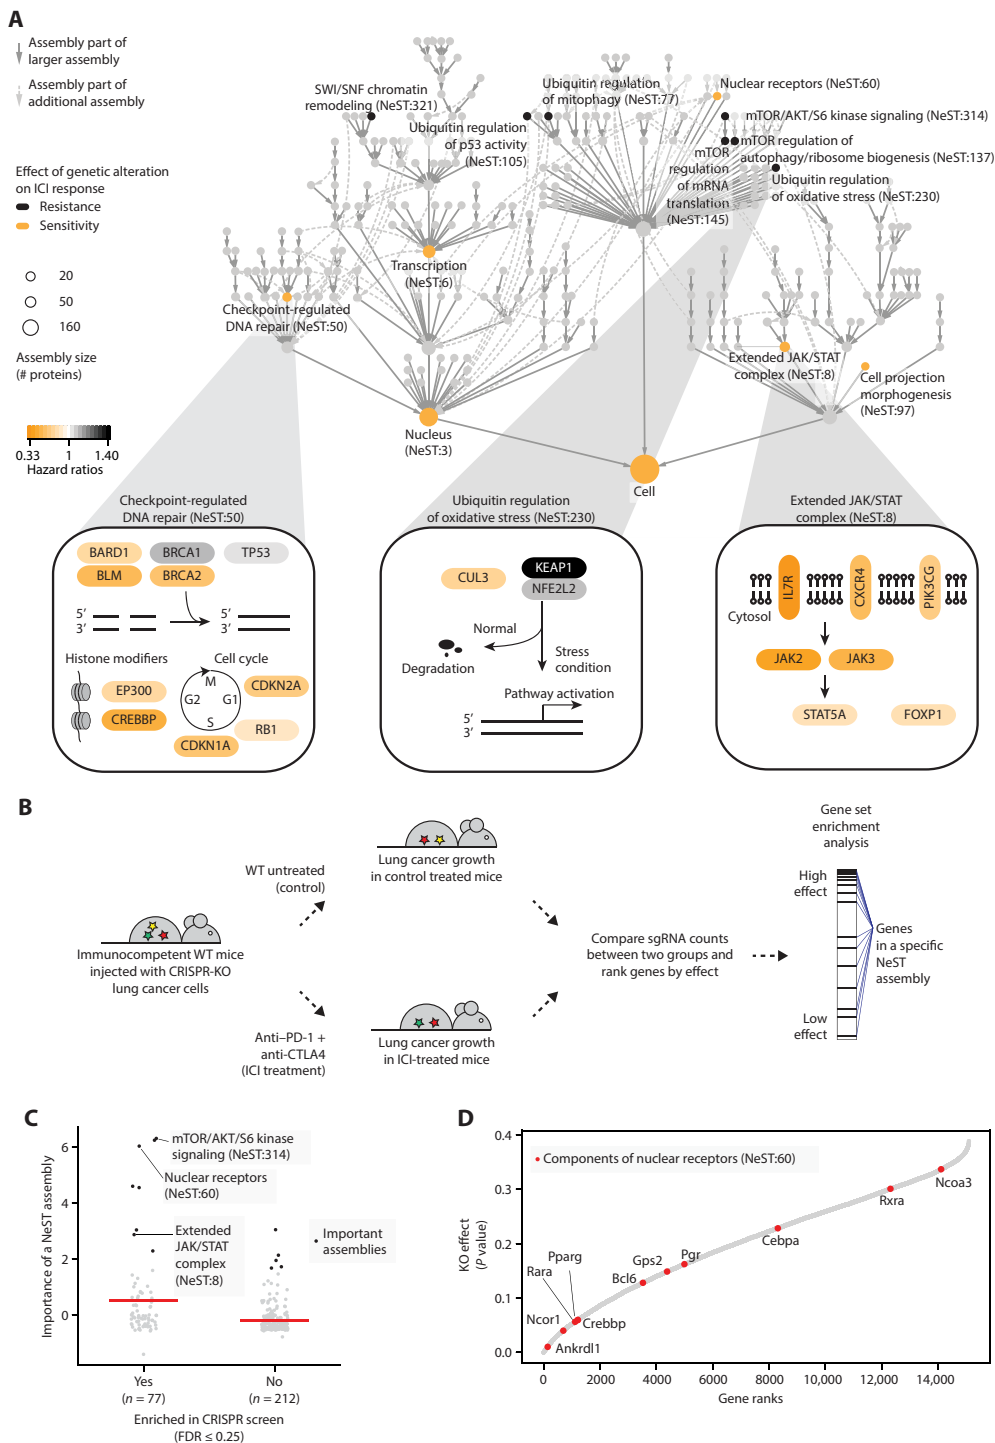 A
Assembly part of
larger assembly
Assembly part of
additional assembly
Effect of genetic alteration
on ICI response
Resistance
Sensitivity
20
50
160
Assembly size
(# proteins)
0.33 1 1.40
Hazard ratios
SWI/SNF chromatin
remodeling (NeST:321)
Ubiquitin regulation
of p53 activity
(NeST:105)
Ubiquitin regulation
of mitophagy (NeST:77)
Nuclear receptors (NeST:60)
mTOR/AKT/S6 kinase signaling (NeST:314)
mTOR regulation of
autophagy/ribosome biogenesis (NeST:137)
mTOR
regulation
of mRNA
translation
(NeST:145)
Ubiquitin regulation
of oxidative stress (NeST:230)
Transcription
(NeST:6)
Checkpoint-regulated
DNA repair (NeST:50)
Extended JAK/STAT
complex (NeST:8)
Cell projection
morphogenesis
(NeST:97)
Nucleus
(NeST:3)
Cell
Checkpoint-regulated
DNA repair (NeST:50)
BARD1 BRCA1 TP53
BLM BRCA2
5′
3′
Histone modifiers
EP300
CREBBP
Cell cycle
M
G2 G1
S
CDKN2A
RB1
CDKN1A
Ubiquitin regulation
of oxidative stress (NeST:230)
CUL3
KEAP1
NFE2L2
Normal
Degradation
Stress
condition
Pathway activation
5′
3′
Extended JAK/STAT
complex (NeST:8)
IL7R
CXCR4
PIK3CG
Cytosol
JAK2 JAK3
STAT5A FOXP1
B
Immunocompetent WT mice
injected with CRISPR-KO
lung cancer cells
WT untreated
(control)
Anti–PD-1 +
anti-CTLA4
(ICI treatment)
Lung cancer growth
in control treated mice
Lung cancer growth
in ICI-treated mice
Compare sgRNA counts
between two groups and
rank genes by effect
Gene set
enrichment
analysis
High
effect
Low
effect
Genes
in a specific
NeST
assembly
C
Importance of a NeST assembly
6
4
2
0
mTOR/AKT/S6 kinase
signaling (NeST:314)
Nuclear receptors
(NeST:60)
Extended
JAK/STAT
complex
(NeST:8)
Important
assemblies
Yes
(n = 77)
No
(n = 212)
Enriched in CRISPR screen
(FDR ≤ 0.25)
D
KO effect
(P value)
0.4
0.3
0.2
0.1
0.0
Components of nuclear receptors (NeST:60)
Ncoa3
Rxra
Cebpa
Pgr
Gps2
Bcl6
Pparg
Rara
Crebbp
Ncor1
Ankrdl1
0 2000 4000 6000 8000 10,000 12,000 14,000
Gene ranks